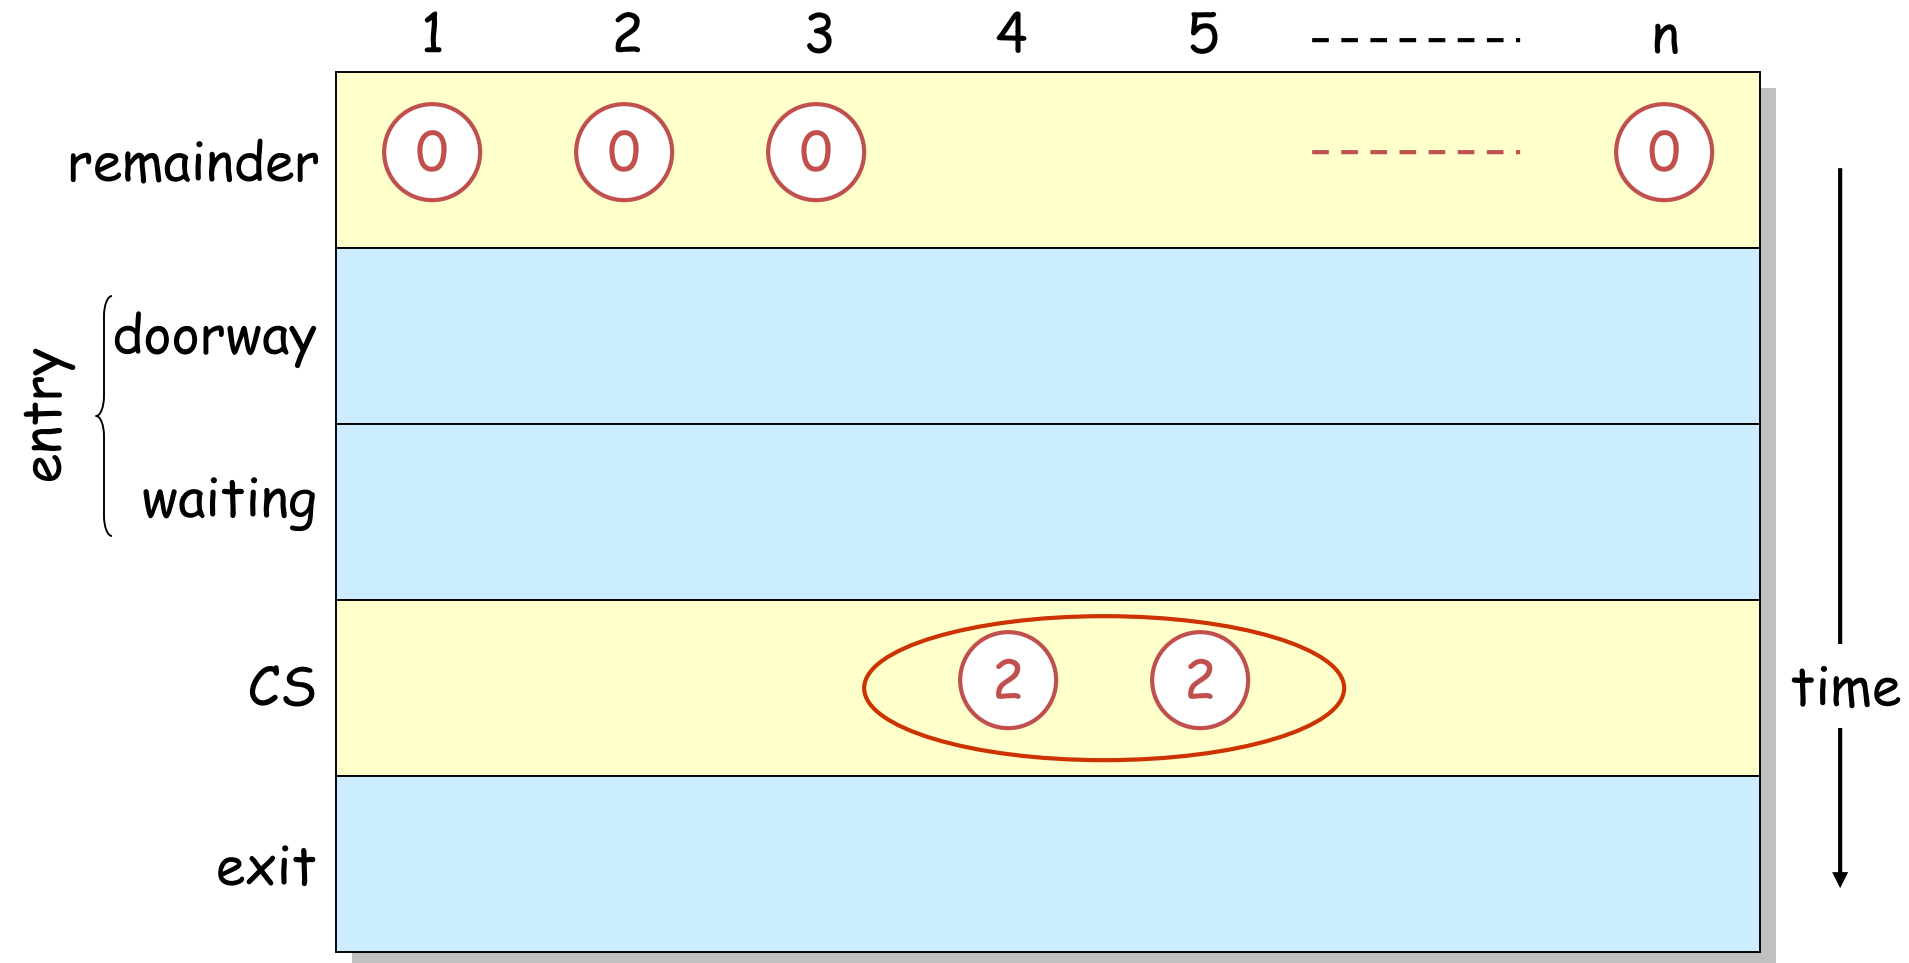 1 2 3 4 5 n
remainder 0 0 0 0
entry
doorway
waiting
CS 2 2
time
exit